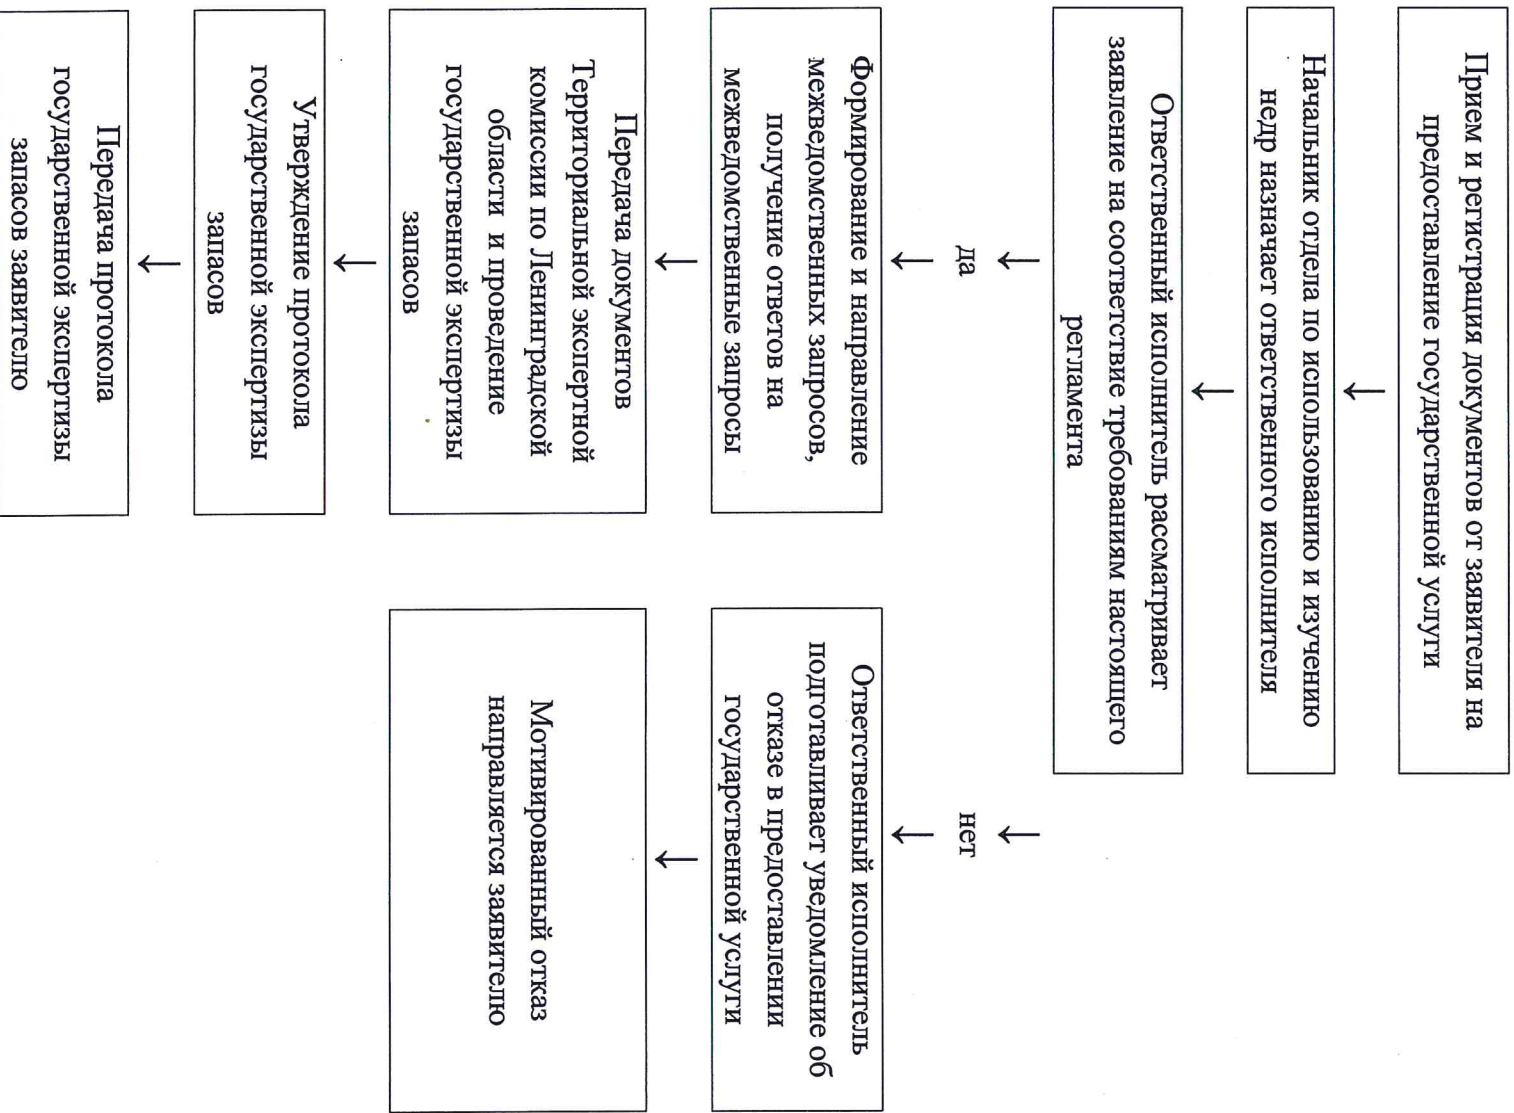 Прием и регистрация документов от заявителя на
предоставление государственной услуги
↓
Начальник отдела по использованию и изучению
недр назначает ответственного исполнителя
↓
Ответственный исполнитель рассматривает
заявление на соответствие требованиям настоящего
регламента
↓
да
↓
Формирование и направление
межведомственных запросов,
получение ответов на
межведомственные запросы
↓
Передача документов
Территориальной экспертной
комиссии по Ленинградской
области и проведение
государственной экспертизы
запасов
↓
Утверждение протокола
государственной экспертизы
запасов
↓
Передача протокола
государственной экспертизы
запасов заявителю
↓
нет
↓
Ответственный исполнитель
подготавливает уведомление об
отказе в предоставлении
государственной услуги
↓
Мотивированный отказ
направляется заявителю